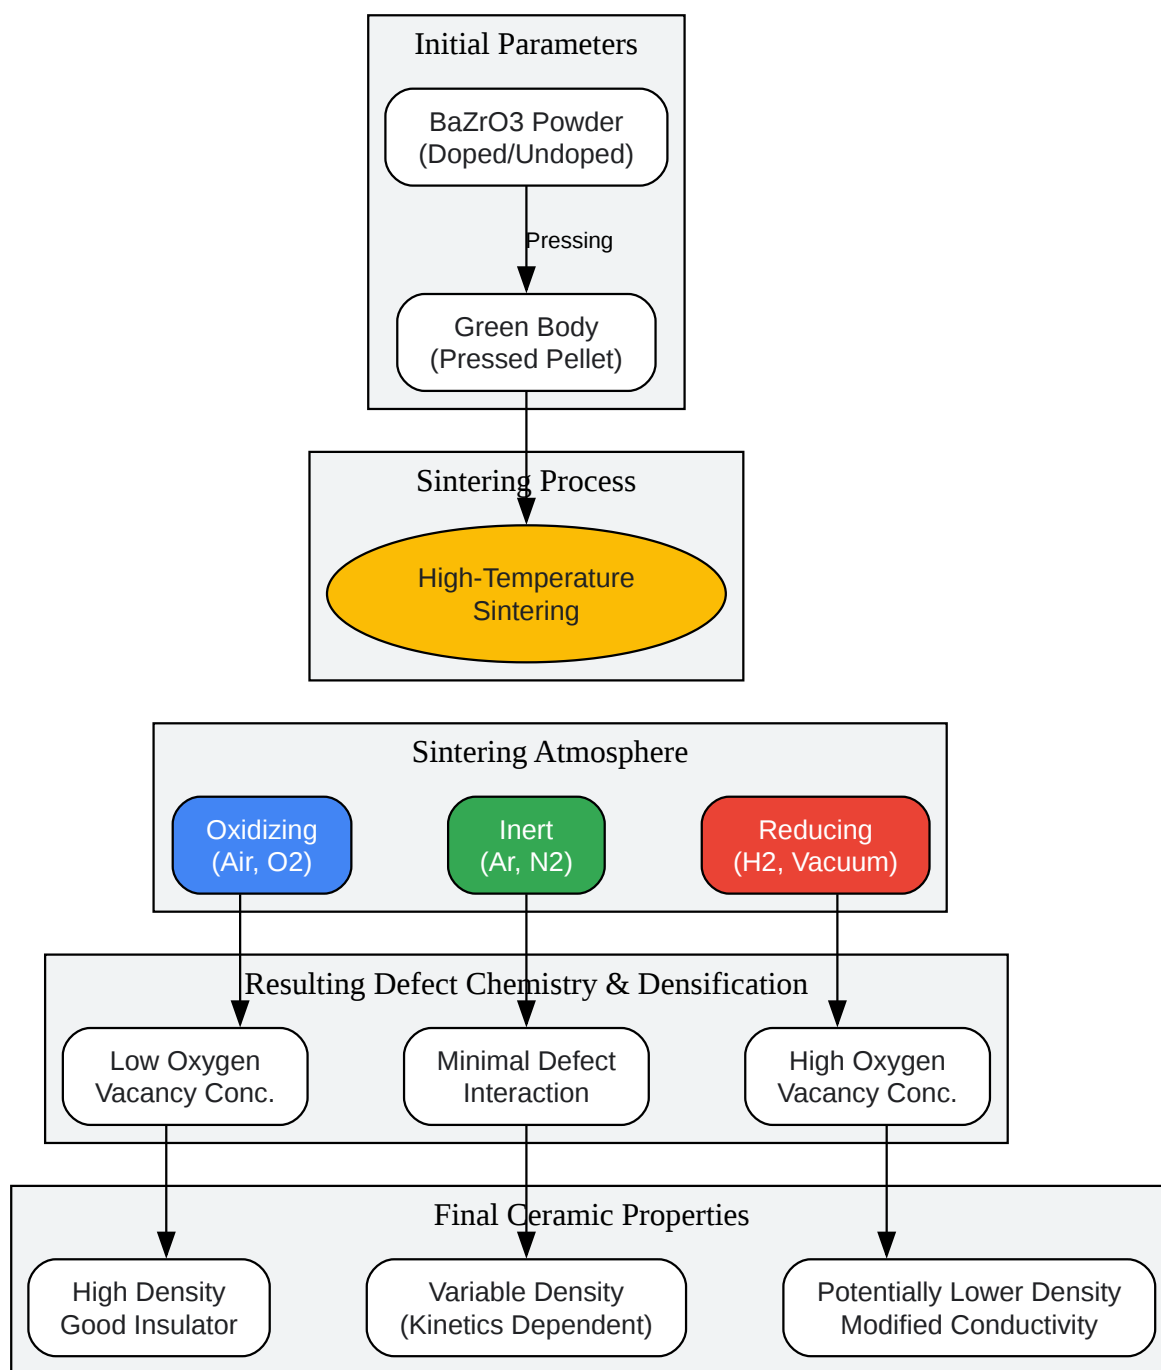 Initial Parameters
BaZrO3 Powder
(Doped/Undoped)
Pressing
Green Body
(Pressed Pellet)
Sintering Process
High-Temperature
Sintering
Sintering Atmosphere
Oxidizing
(Air, O2)
Inert
(Ar, N2)
Reducing
(H2, Vacuum)
Resulting Defect Chemistry & Densification
Low Oxygen
Vacancy Conc.
Minimal Defect
Interaction
High Oxygen
Vacancy Conc.
Final Ceramic Properties
High Density
Good Insulator
Variable Density
(Kinetics Dependent)
Potentially Lower Density
Modified Conductivity